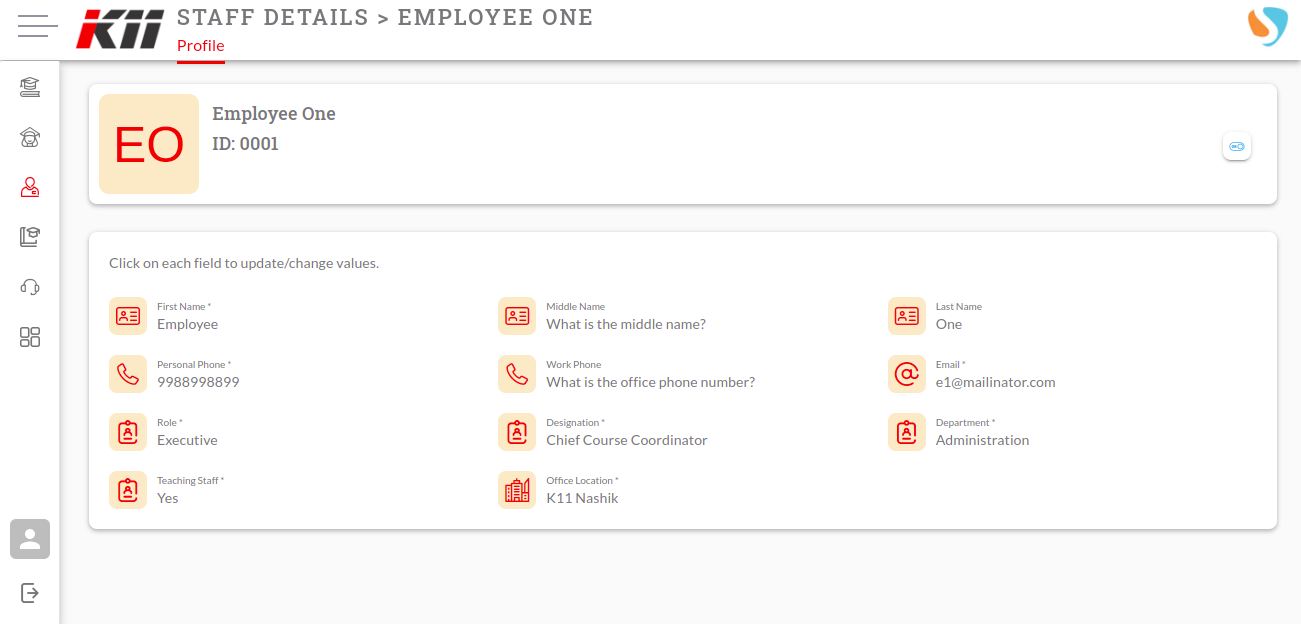 K11
STAFF DETAILS > EMPLOYEE ONE
Profile
EO
Employee One
ID: 0001
Click on each field to update/change values.
First Name *
Employee
Middle Name
What is the middle name?
Last Name
One
Personal Phone *
9988998899
Work Phone
What is the office phone number?
Email *
e1@mailinator.com
Role *
Executive
Designation *
Chief Course Coordinator
Department *
Administration
Teaching Staff *
Yes
Office Location *
K11 Nashik